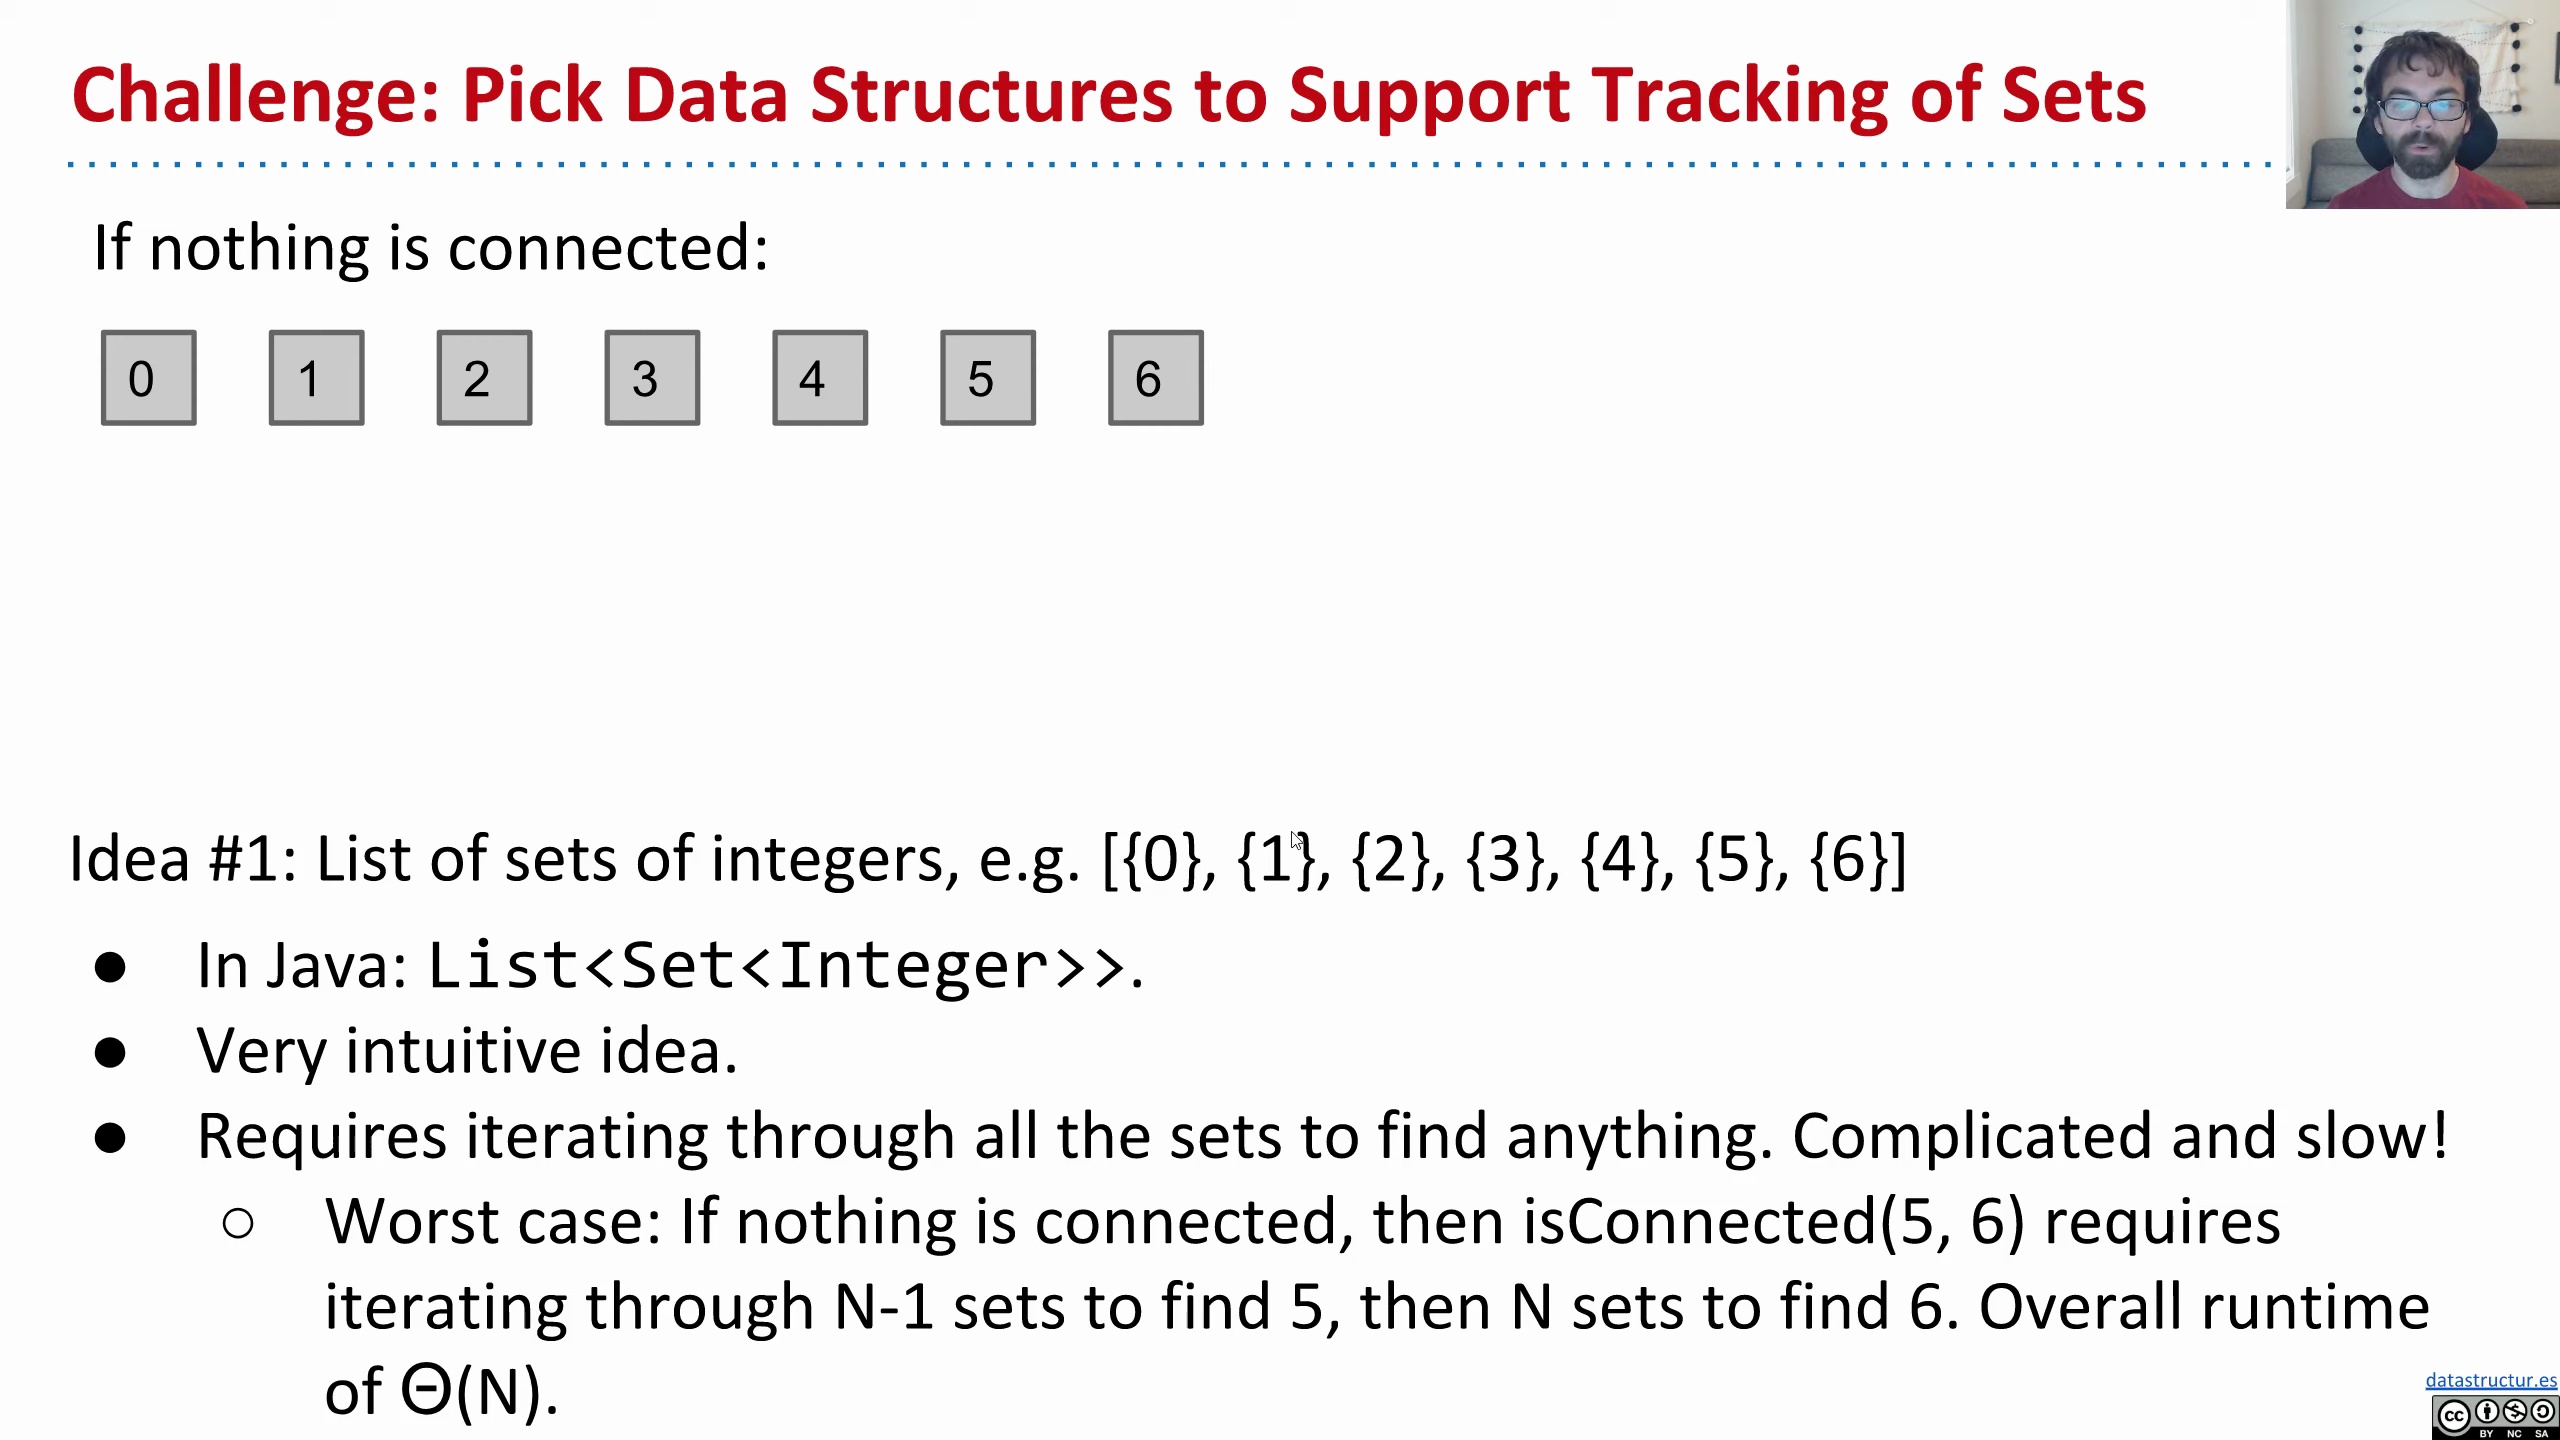 Challenge: Pick Data Structures to Support Tracking of Sets
If nothing is connected:
0 1 2 3 4 5 6
Idea #1: List of sets of integers, e.g. [{0}, {1}, {2}, {3}, {4}, {5}, {6}]
● In Java: List<Set<Integer>>.
● Very intuitive idea.
● Requires iterating through all the sets to find anything. Complicated and slow!
○ Worst case: If nothing is connected, then isConnected(5, 6) requires
iterating through N-1 sets to find 5, then N sets to find 6. Overall runtime
of Θ(N).
datastructur.es
cc
BY NC SA